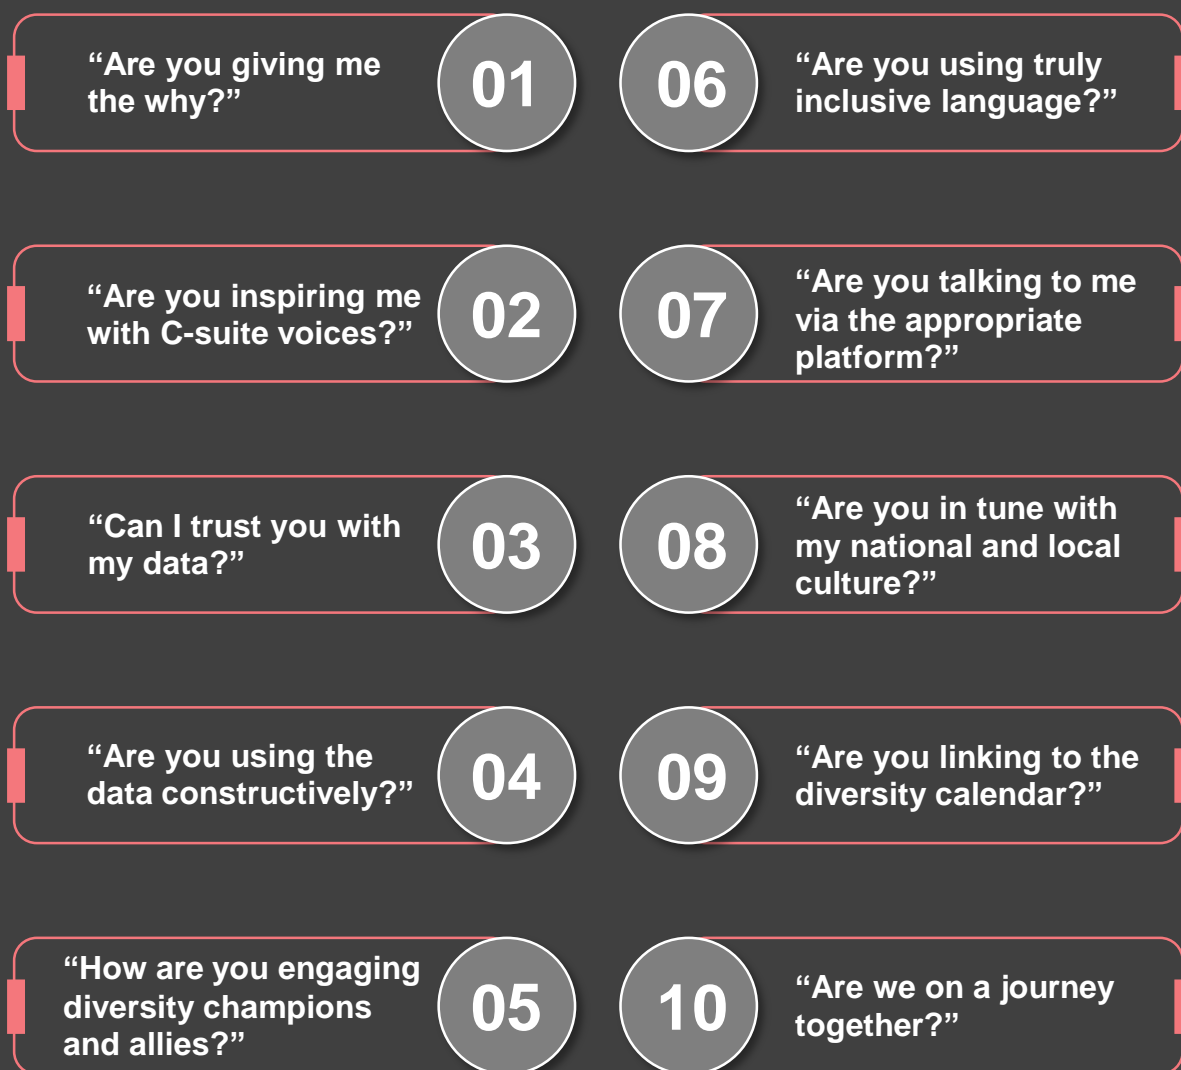 “Are you giving me
the why?”
01
“Are you inspiring me
with C-suite voices?”
02
“Can I trust you with
my data?”
03
“Are you using the
data constructively?”
04
“How are you engaging
diversity champions
and allies?”
05
06
“Are you using truly
inclusive language?”
07
“Are you talking to me
via the appropriate
platform?”
08
“Are you in tune with
my national and local
culture?”
09
“Are you linking to the
diversity calendar?”
10
“Are we on a journey
together?”